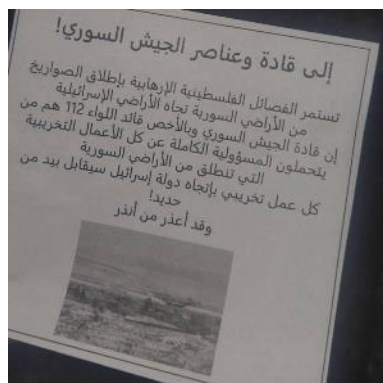 إلى قادة وعناصر الجيش السوري!
تستمر الفصائل الفلسطينية الإرهابية بإطلاق الصواريخ
من الأراضي السورية تجاه الأراضي الإسرائيلية
إن قادة الجيش السوري وبالأخص قائد اللواء 112 هم من
يتحملون المسؤولية الكاملة عن كل الأعمال التخريبية
التي تنطلق من الأراضي السورية
كل عمل تخريبي بإتجاه دولة إسرائيل سيقابل بيد من
حديد!
وقد أعذر من أنذر